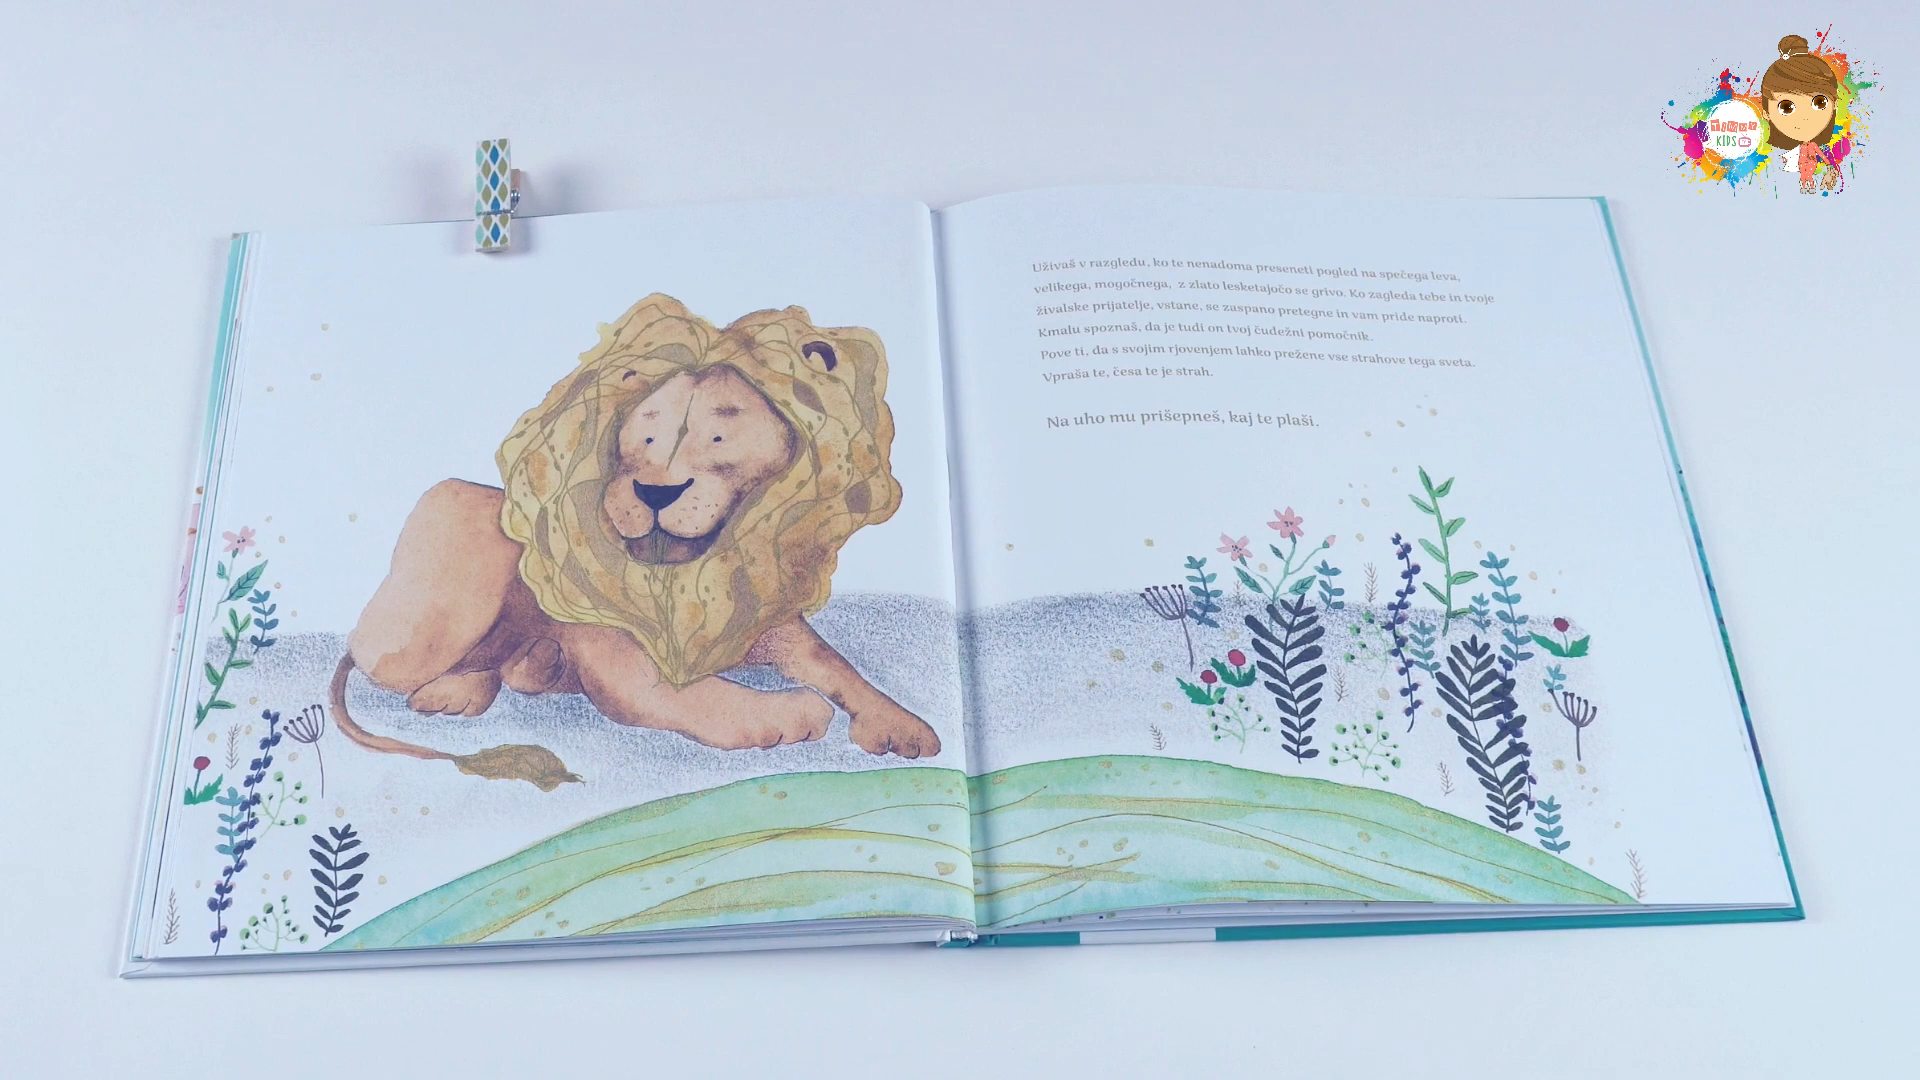 TIMMY
KIDS
Uživaš v razgledu, ko te nenadoma preseneti pogled na spečega leva,
velikega, mogočnega, z zlato lesketajočo se grivo. Ko zagleda tebe in tvoje
živalske prijatelje, vstane, se zaspano pretegne in vam pride naproti.
Kmalu spoznaš, da je tudi on tvoj čudežni pomočnik.
Pove ti, da s svojim rjovenjem lahko prežene vse strahove tega sveta.
Vpraša te, česa te je strah.
Na uho mu prišepneš, kaj te plaši.